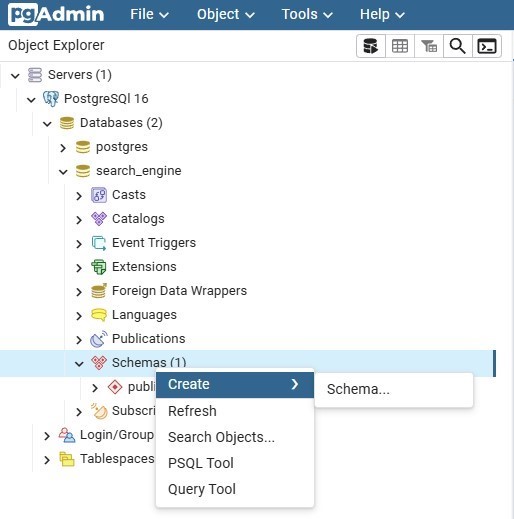 pgAdmin File Object Tools Help
Object Explorer
Servers (1)
PostgreSQl 16
Databases (2)
postgres
search_engine
Casts
Catalogs
Event Triggers
Extensions
Foreign Data Wrappers
Languages
Publications
Schemas (1)
publi
Create
Schema...
Subscri
Refresh
Login/Group
Search Objects...
Tablespaces
PSQL Tool
Query Tool